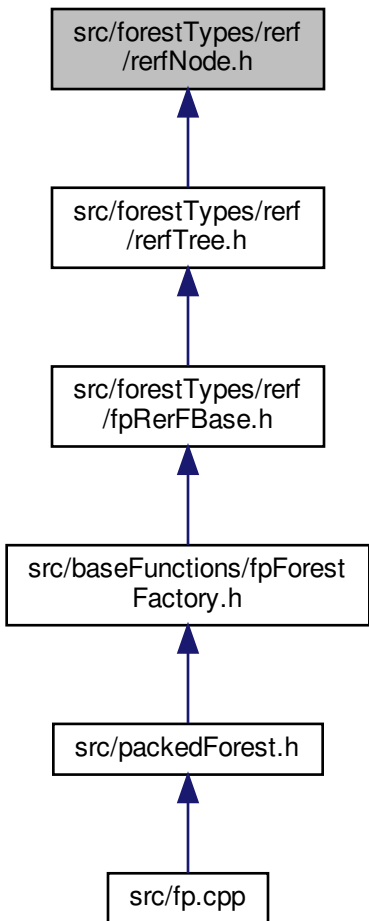 src/forestTypes/rerf
/rerfNode.h
src/forestTypes/rerf
/rerfTree.h
src/forestTypes/rerf
/fpRerFBase.h
src/baseFunctions/fpForest
Factory.h
src/packedForest.h
src/fp.cpp